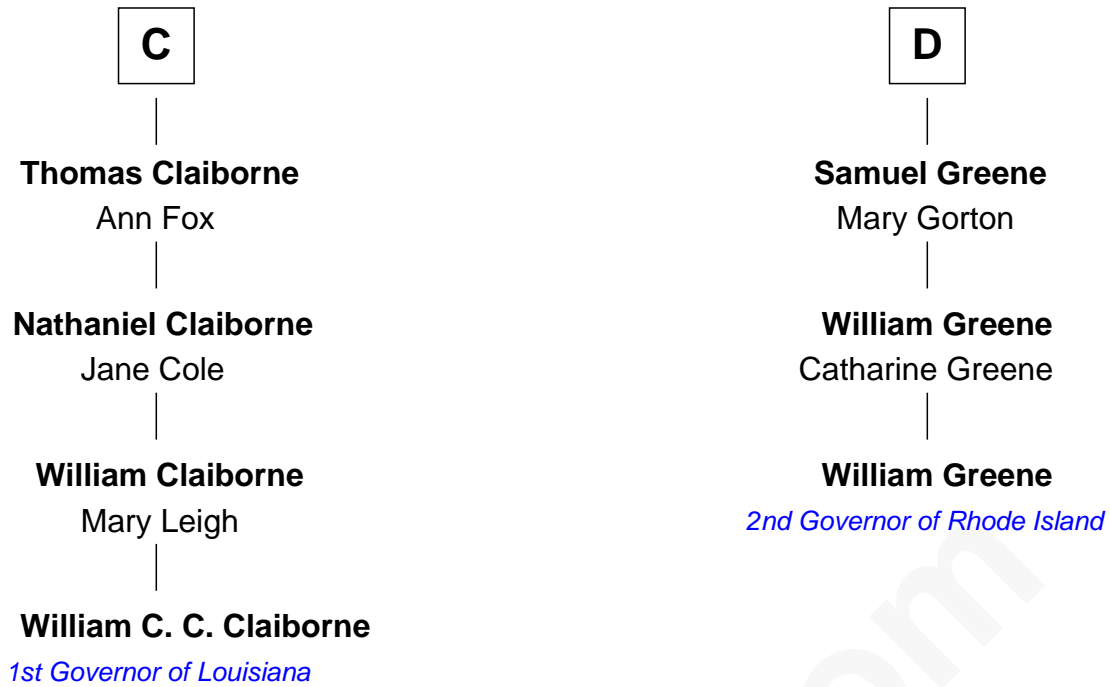 C
Thomas Claiborne
Ann Fox
Nathaniel Claiborne
Jane Cole
William Claiborne
Mary Leigh
William C. C. Claiborne
1st Governor of Louisiana
D
Samuel Greene
Mary Gorton
William Greene
Catharine Greene
William Greene
2nd Governor of Rhode Island
om